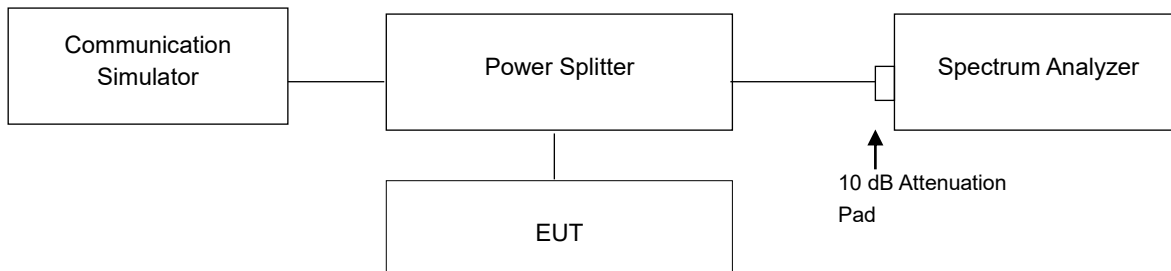 Communication
Simulator
Power Splitter
Spectrum Analyzer
10 dB Attenuation
Pad
EUT